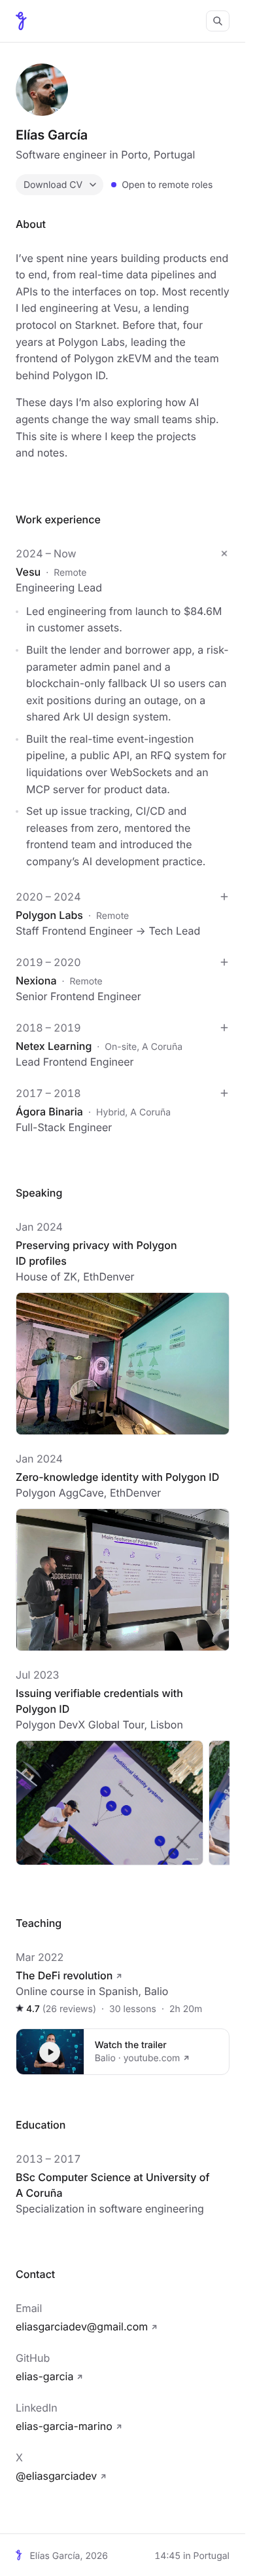 Elías García
Software engineer in Porto, Portugal
Download CV
Open to remote roles
About
I’ve spent nine years building products end
to end, from real-time data pipelines and
APIs to the interfaces on top. Most recently
I led engineering at Vesu, a lending
protocol on Starknet. Before that, four
years at Polygon Labs, leading the
frontend of Polygon zkEVM and the team
behind Polygon ID.
These days I’m also exploring how AI
agents change the way small teams ship.
This site is where I keep the projects
and notes.
Work experience
2024 – Now
Vesu · Remote
Engineering Lead
Led engineering from launch to $84.6M
in customer assets.
Built the lender and borrower app, a risk-
parameter admin panel and a
blockchain-only fallback UI so users can
exit positions during an outage, on a
shared Ark UI design system.
Built the real-time event-ingestion
pipeline, a public API, an RFQ system for
liquidations over WebSockets and an
MCP server for product data.
Set up issue tracking, CI/CD and
releases from zero, mentored the
frontend team and introduced the
company’s AI development practice.
2020 – 2024
Polygon Labs · Remote
Staff Frontend Engineer → Tech Lead
2019 – 2020
Nexiona · Remote
Senior Frontend Engineer
2018 – 2019
Netex Learning · On-site, A Coruña
Lead Frontend Engineer
2017 – 2018
Ágora Binaria · Hybrid, A Coruña
Full-Stack Engineer
Speaking
Jan 2024
Preserving privacy with Polygon
ID profiles
House of ZK, EthDenver
Jan 2024
Zero-knowledge identity with Polygon ID
Polygon AggCave, EthDenver
AGGREGATION
Jul 2023
Issuing verifiable credentials with
Polygon ID
Polygon DevX Global Tour, Lisbon
Traditional identity systems
Teaching
Mar 2022
The DeFi revolution ↗
Online course in Spanish, Balio
★ 4.7 (26 reviews) · 30 lessons · 2h 20m
Watch the trailer
Balio · youtube.com ↗
Education
2013 – 2017
BSc Computer Science at University of
A Coruña
Specialization in software engineering
Contact
Email
eliasgarciadev@gmail.com ↗
GitHub
elias-garcia ↗
LinkedIn
elias-garcia-marino ↗
X
@eliasgarciadev ↗
Elías García, 2026
14:45 in Portugal